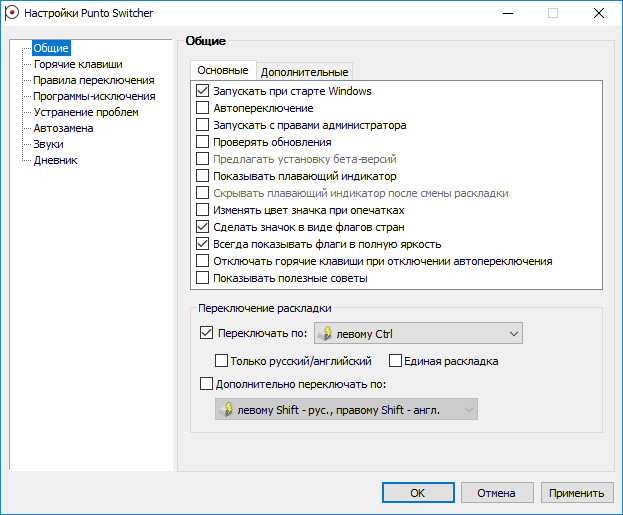 Настройки Punto Switcher
Общие
Горячие клавиши
Правила переключения
Программы-исключения
Устранение проблем
Автозамена
Звуки
Дневник
Общие
Основные
Дополнительные
Запускать при старте Windows
Автопереключение
Запускать с правами администратора
Проверять обновления
Предлагать установку бета-версий
Показывать плавающий индикатор
Скрывать плавающий индикатор после смены раскладки
Изменять цвет значка при опечатках
Сделать значок в виде флагов стран
Всегда показывать флаги в полную яркость
Отключать горячие клавиши при отключении автопереключения
Показывать полезные советы
Переключение раскладки
Переключать по: левому Ctrl
Только русский/английский Единая раскладка
Дополнительно переключать по:
левому Shift - рус., правому Shift - англ.
OK Отмена Применить